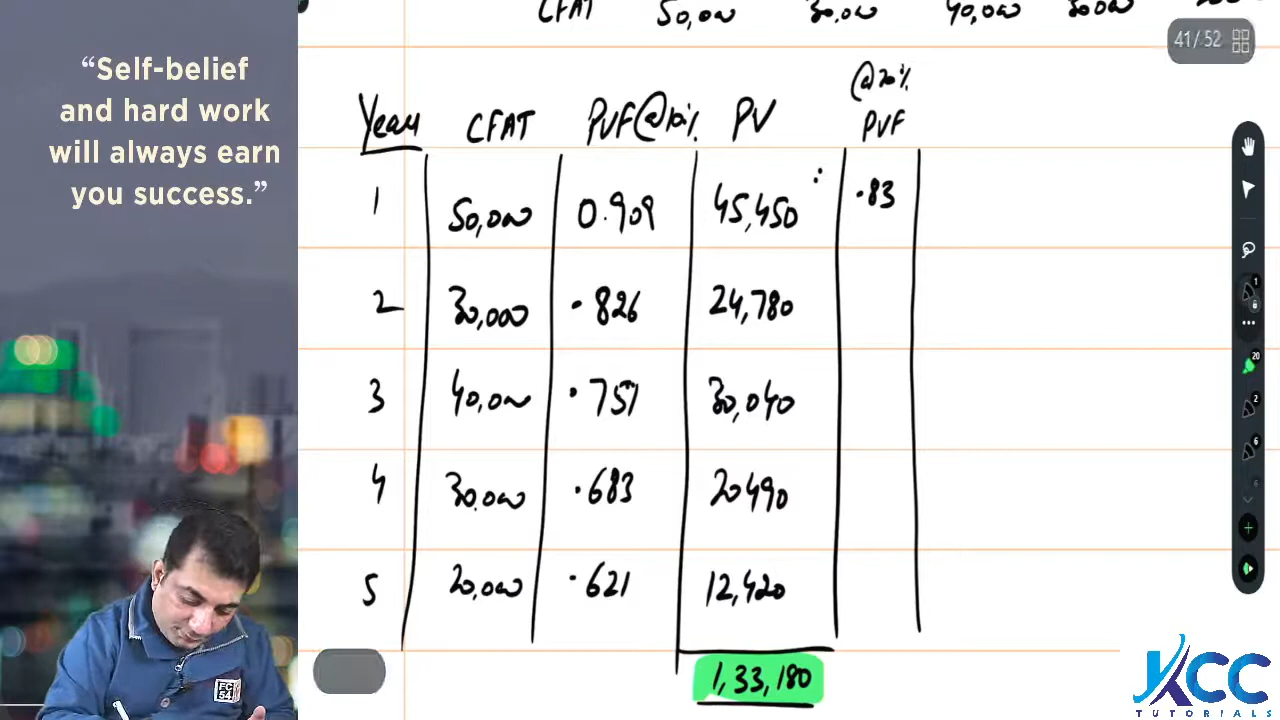 “Self-belief
and hard work
will always earn
you success.”
CFAT 50,000 30,000 40,000 30000
41/52
@20%
Year CFAT PVF@10% PV PVF
1 50,000 0.909 45,450 .83
2 30,000 .826 24,780
3 40,000 .751 30,040
4 30,000 .683 20490
5 20,000 .621 12,420
1,33,180
FC
54
KCC
TUTORIALS